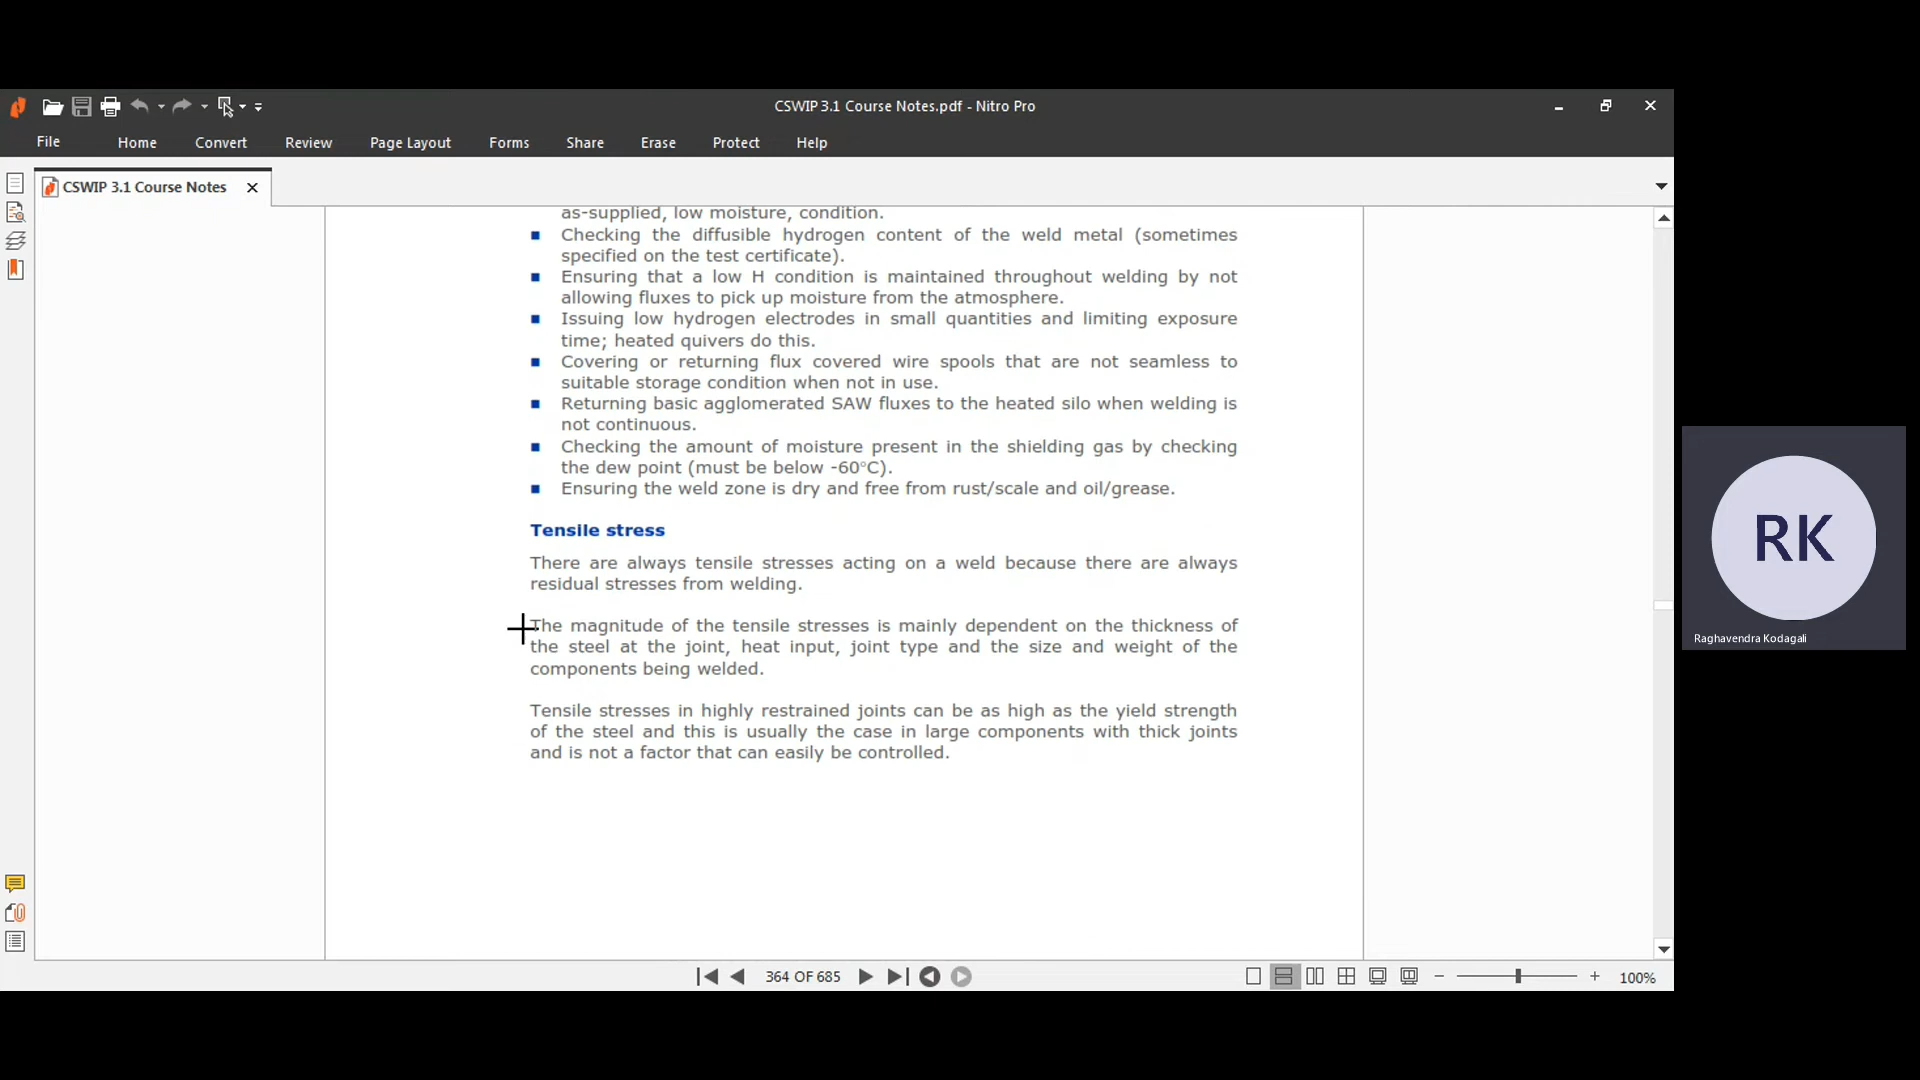 CSWIP 3.1 Course Notes.pdf - Nitro Pro
File Home Convert Review Page Layout Forms Share Erase Protect Help
CSWIP 3.1 Course Notes
as-supplied, low moisture, condition.
Checking the diffusible hydrogen content of the weld metal (sometimes
specified on the test certificate).
Ensuring that a low H condition is maintained throughout welding by not
allowing fluxes to pick up moisture from the atmosphere.
Issuing low hydrogen electrodes in small quantities and limiting exposure
time; heated quivers do this.
Covering or returning flux covered wire spools that are not seamless to
suitable storage condition when not in use.
Returning basic agglomerated SAW fluxes to the heated silo when welding is
not continuous.
Checking the amount of moisture present in the shielding gas by checking
the dew point (must be below -60°C).
Ensuring the weld zone is dry and free from rust/scale and oil/grease.
Tensile stress
There are always tensile stresses acting on a weld because there are always
residual stresses from welding.
The magnitude of the tensile stresses is mainly dependent on the thickness of
the steel at the joint, heat input, joint type and the size and weight of the
components being welded.
Tensile stresses in highly restrained joints can be as high as the yield strength
of the steel and this is usually the case in large components with thick joints
and is not a factor that can easily be controlled.
364 OF 685
100%
RK
Raghavendra Kodagali